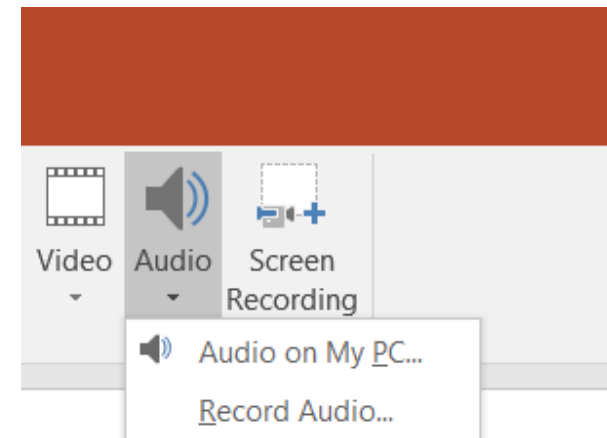 Video
Audio
Screen
Recording
Audio on My PC...
Record Audio...